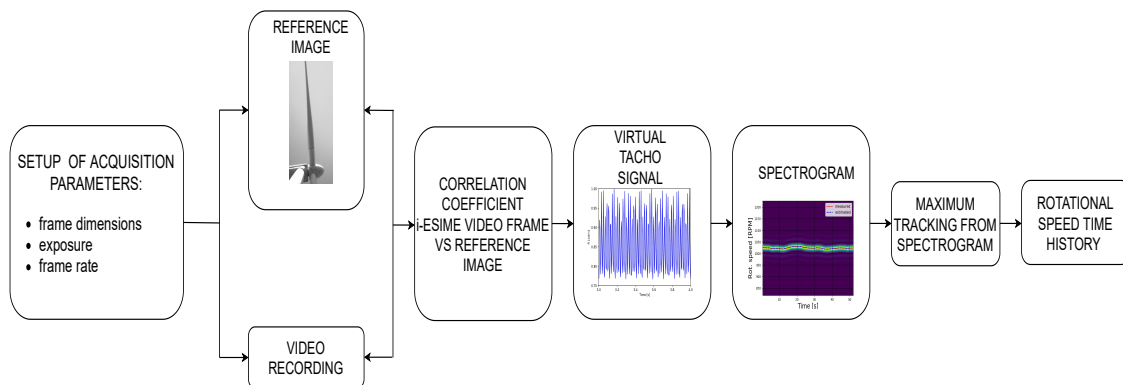 REFERENCE
IMAGE
SETUP OF ACQUISITION
PARAMETERS:
• frame dimensions
• exposure
• frame rate
VIDEO
RECORDING
CORRELATION
COEFFICIENT
i-ESIME VIDEO FRAME
VS REFERENCE
IMAGE
VIRTUAL
TACHO
SIGNAL
Time [s]
SPECTROGRAM
measured
estimated
Rot. speed [RPM]
Time [s]
MAXIMUM
TRACKING FROM
SPECTROGRAM
ROTATIONAL
SPEED TIME
HISTORY